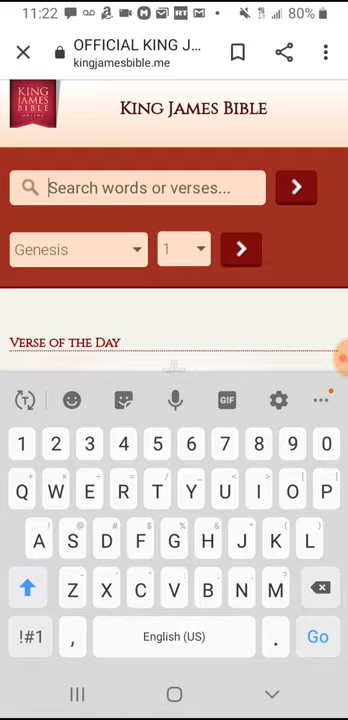 11:22
80%
OFFICIAL KING J...
kingjamesbible.me
KING
JAMES
BIBLE
ONLINE
KING JAMES BIBLE
Search words or verses...
Genesis
1
VERSE OF THE DAY
GIF
1 2 3 4 5 6 7 8 9 0
Q W E R T Y U I O P
A S D F G H J K L
Z X C V B N M
!#1 , English (US) . Go